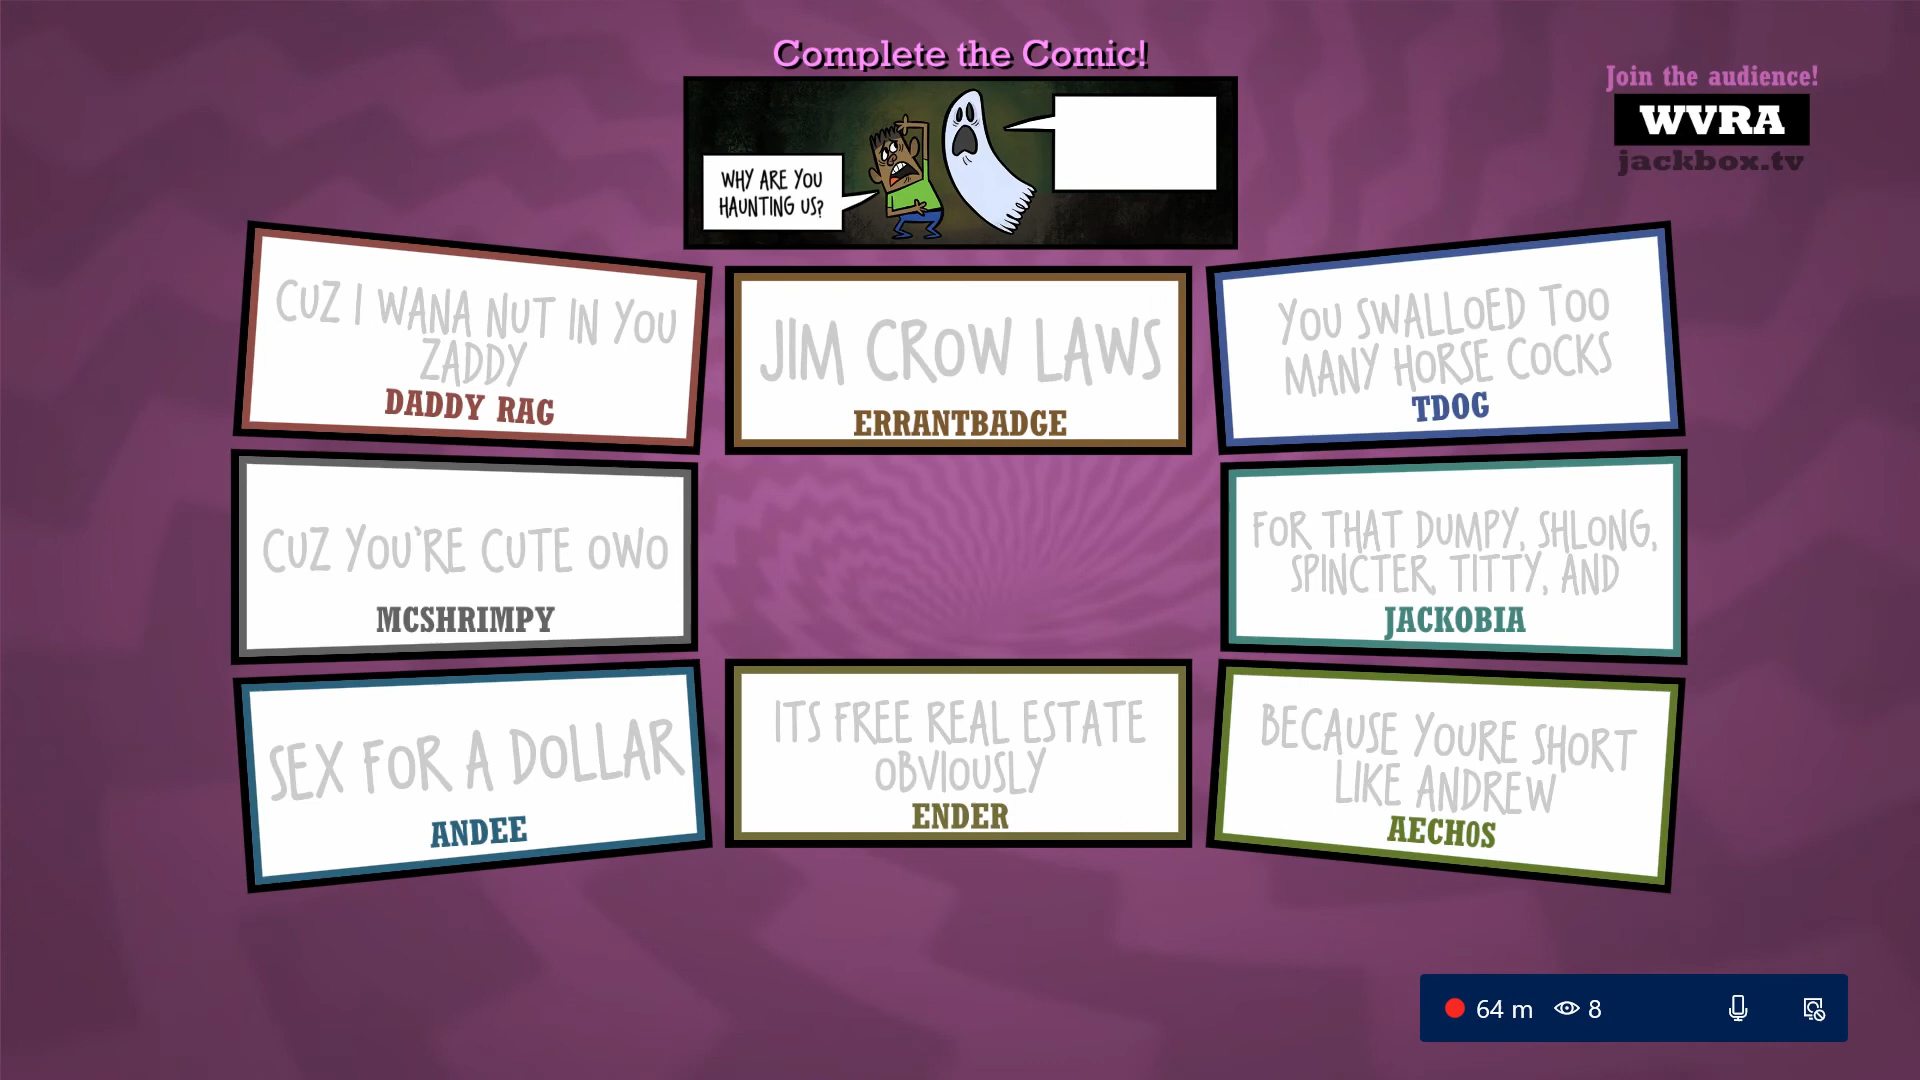 Complete the Comic!
Join the audience!
WVRA
jackbox.tv
WHY ARE YOU
HAUNTING US?
CUZ I WANA NUT IN YOU
ZADDY
DADDY RAG
JIM CROW LAWS
ERRANTBADGE
YOU SWALLOED TOO
MANY HORSE COCKS
TDOG
CUZ YOU'RE CUTE OWO
MCSHRIMPY
FOR THAT DUMPY, SHLONG,
SPINCTER, TITTY, AND
JACKOBIA
SEX FOR A DOLLAR
ANDEE
ITS FREE REAL ESTATE
OBVIOUSLY
ENDER
BECAUSE YOURE SHORT
LIKE ANDREW
AECHOS
64 m 8